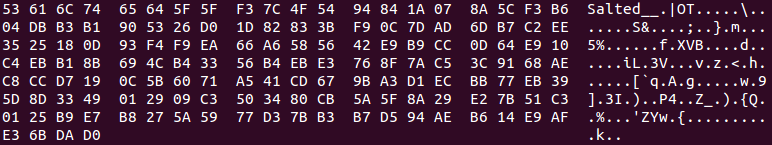 53 61 6C 74 65 64 5F 5F F3 7C 4F 54 94 84 1A 07 8A 5C F3 B6 Salted__.|OT.....\..
04 DB B3 B1 90 53 26 D0 1D 82 83 3B F9 0C 7D AD 6D B7 C2 EE .....S&....;..}.m...
35 25 18 0D 93 F4 F9 EA 66 A6 58 56 42 E9 B9 CC 0D 64 E9 10 5%......f.XVB....d..
C4 EB B1 8B 69 4C B4 33 56 B4 EB E3 76 8F 7A C5 3C 91 68 AE ....iL.3V...v.z.<.h.
C8 CC D7 19 0C 5B 60 71 A5 41 CD 67 9B A3 D1 EC BB 77 EB 39 .....[`q.A.g.....w.9
5D 8D 33 49 01 29 09 C3 50 34 80 CB 5A 5F 8A 29 E2 7B 51 C3 ].3I.)..P4..Z_.).{Q.
01 25 B9 E7 B8 27 5A 59 77 D3 7B B3 B7 D5 94 AE B6 14 E9 AF .%...'ZYw.{.........
E3 6B DA D0 .k..